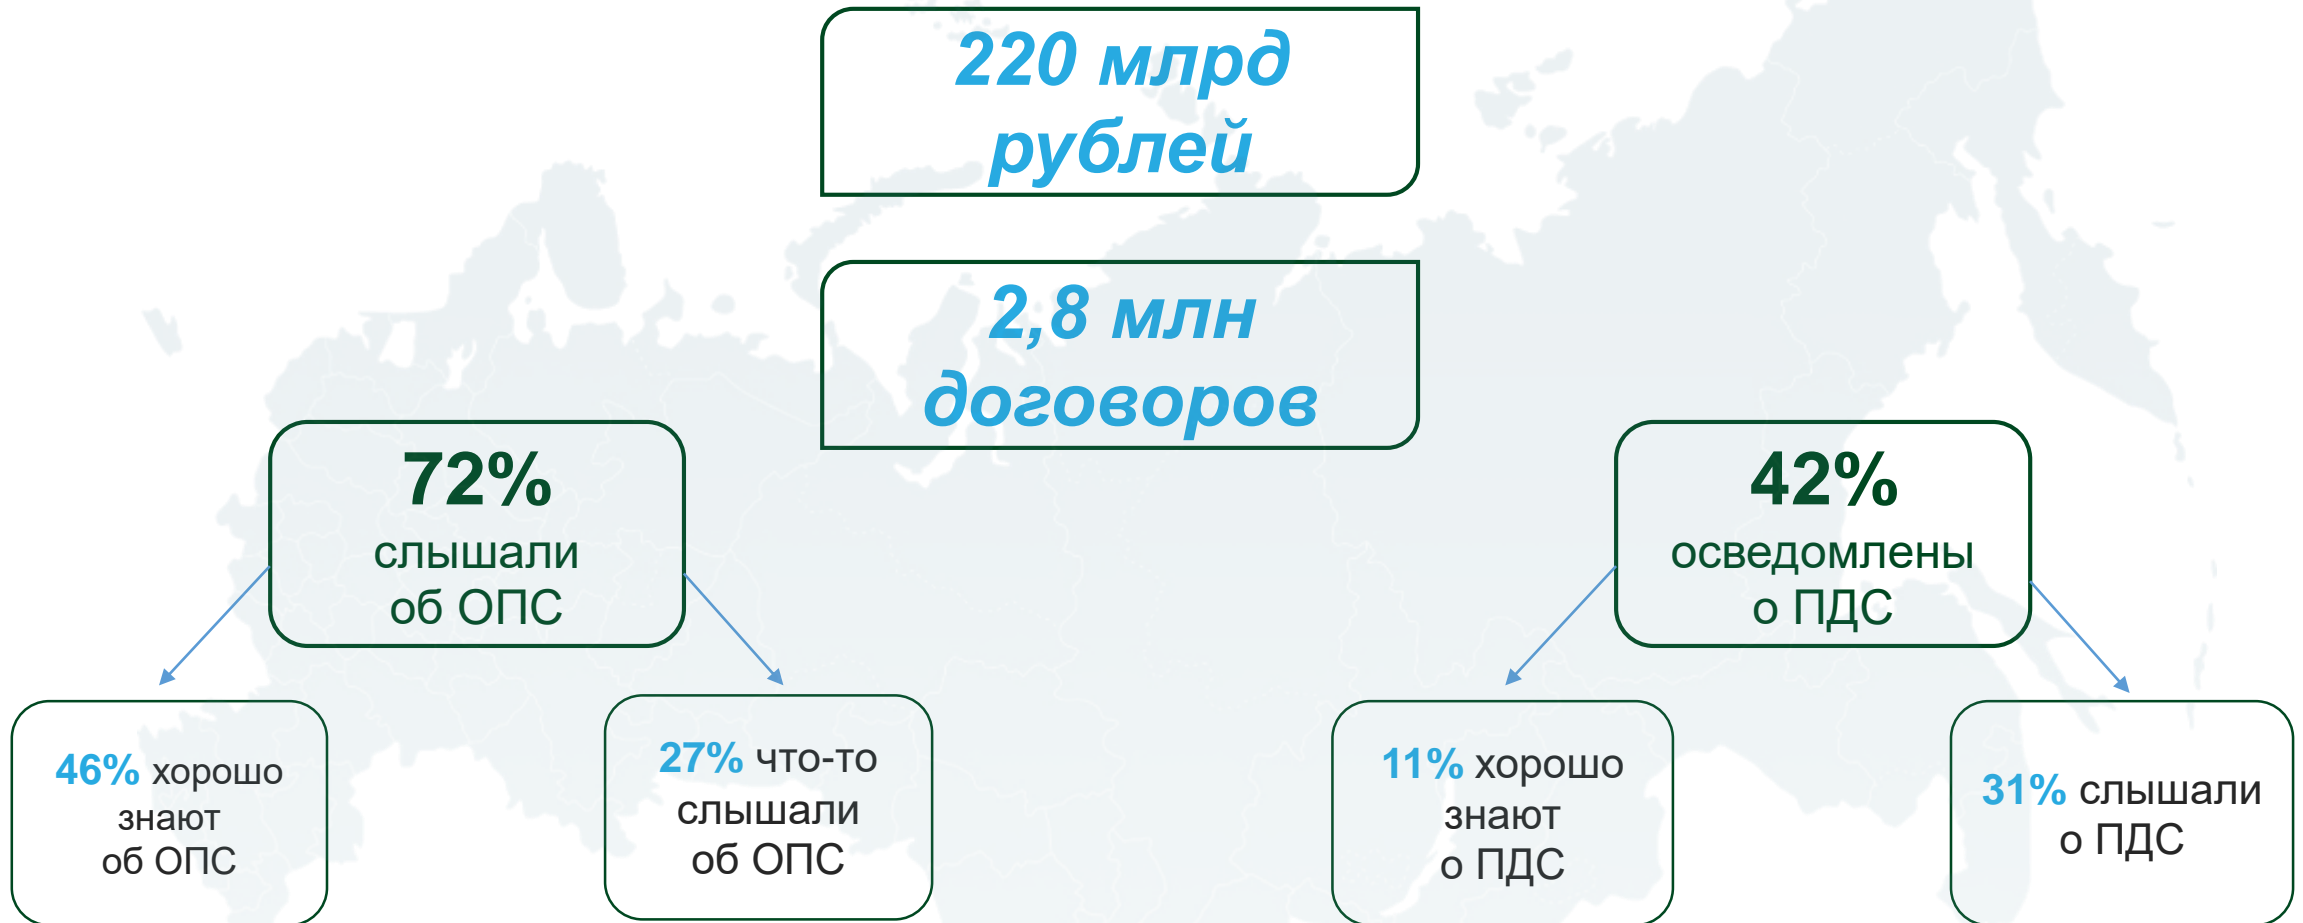 220 млрд
рублей
2,8 млн
договоров
72%
слышали
об ОПС
46% хорошо
знают
об ОПС
27% что-то
слышали
об ОПС
42%
осведомлены
о ПДС
11% хорошо
знают
о ПДС
31% слышали
о ПДС